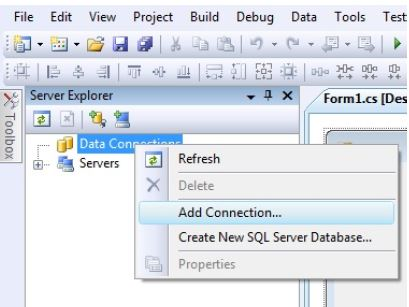 File Edit View Project Build Debug Data Tools Test
Server Explorer
Form1.cs [Des
Toolbox
Data Connections
Servers
Refresh
Delete
Add Connection...
Create New SQL Server Database...
Properties